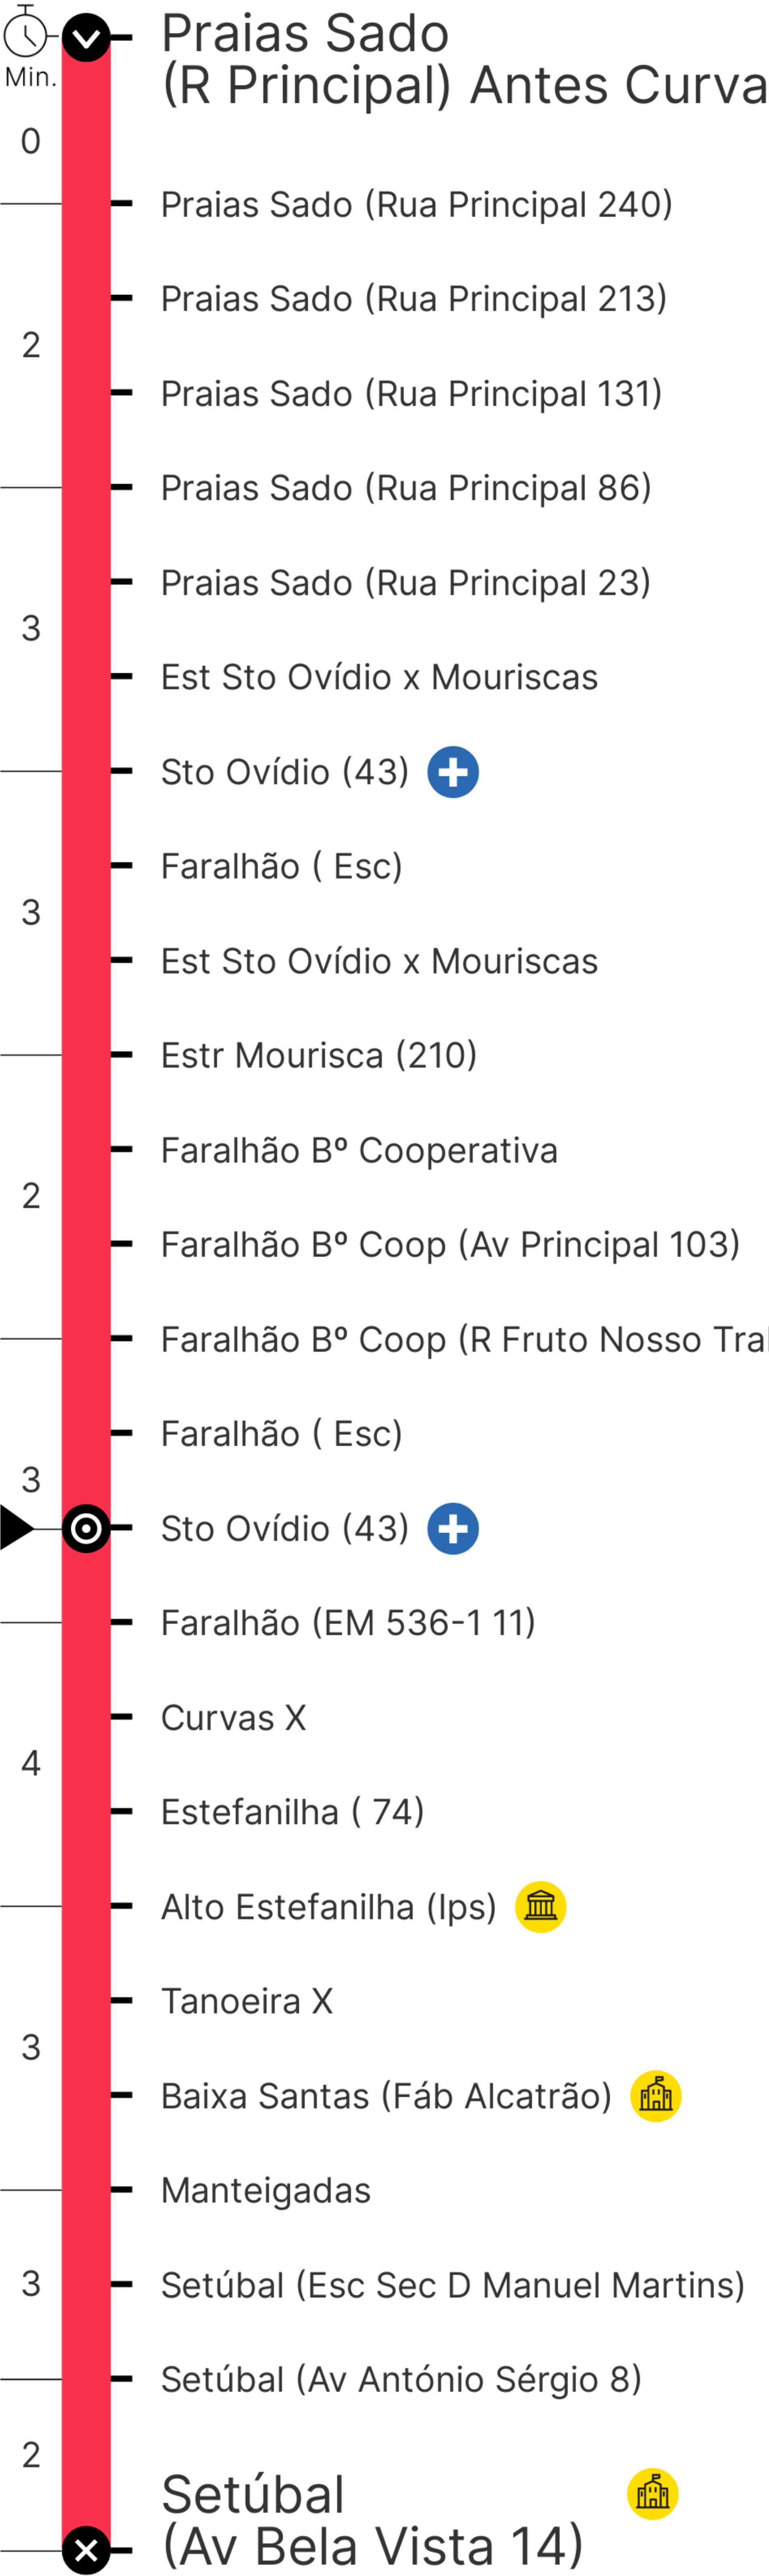 Praias Sado
(R Principal) Antes Curva
Min.
0
Praias Sado (Rua Principal 240)
Praias Sado (Rua Principal 213)
2
Praias Sado (Rua Principal 131)
Praias Sado (Rua Principal 86)
Praias Sado (Rua Principal 23)
3
Est Sto Ovídio x Mouriscas
Sto Ovídio (43)
Faralhão ( Esc)
3
Est Sto Ovídio x Mouriscas
Estr Mourisca (210)
Faralhão Bº Cooperativa
2
Faralhão Bº Coop (Av Principal 103)
Faralhão Bº Coop (R Fruto Nosso
Faralhão ( Esc)
3
Sto Ovídio (43)
Faralhão (EM 536-1 11)
Curvas X
4
Estefanilha ( 74)
Alto Estefanilha (Ips)
Tanoeira X
3
Baixa Santas (Fáb Alcatrão)
Manteigadas
3
Setúbal (Esc Sec D Manuel Martins)
Setúbal (Av António Sérgio 8)
2
Setúbal
(Av Bela Vista 14)